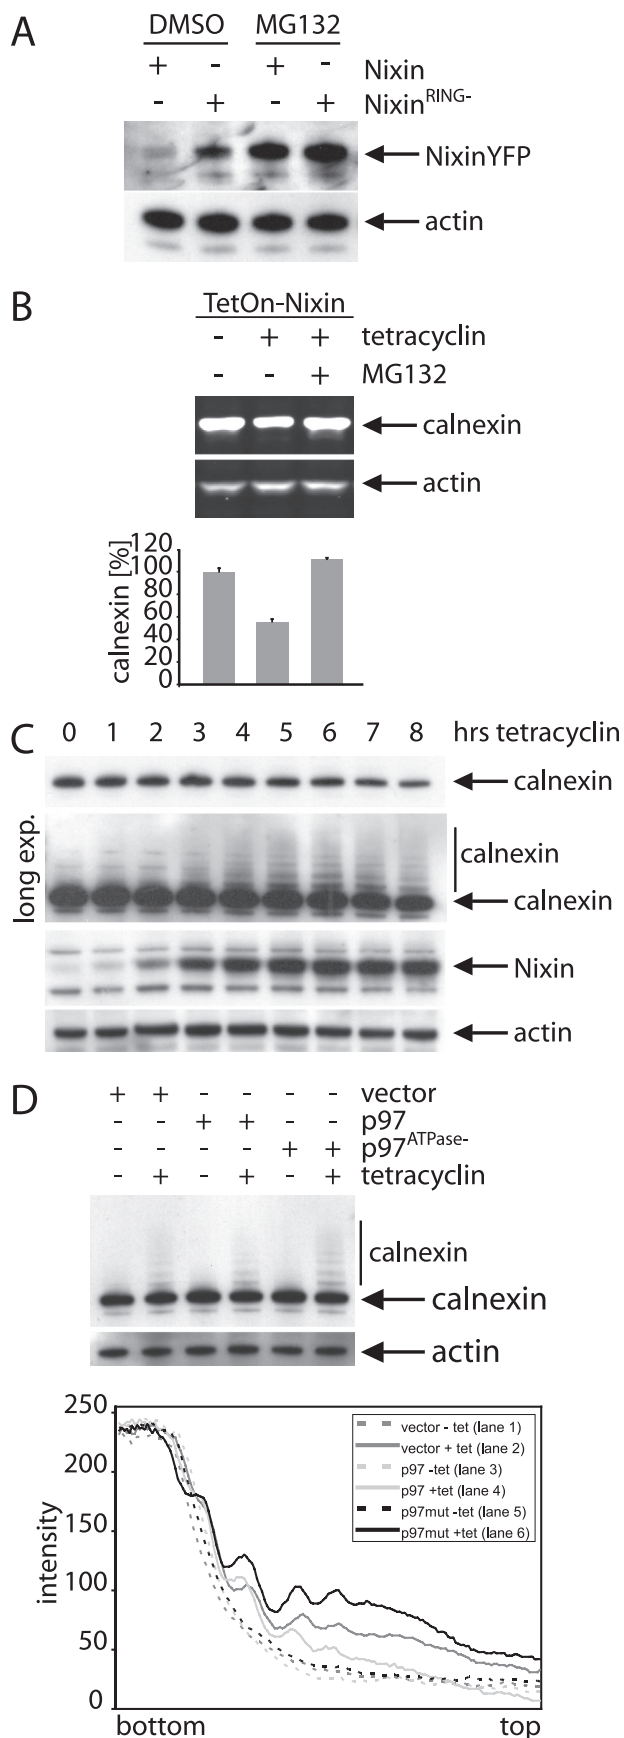 A
DMSO MG132
+ - + - Nixin
- + - + NixinRING-
NixinYFP
actin
B
TetOn-Nixin
- + + tetracyclin
- - + MG132
calnexin
actin
120
100
80
60
40
20
0
calnexin [%]
C
0 1 2 3 4 5 6 7 8 hrs tetracyclin
calnexin
long exp.
calnexin
calnexin
Nixin
actin
D
+ + - - - - vector
- - + + - - p97
- - - - + + p97ATPase-
- + - + - + tetracyclin
calnexin
calnexin
actin
250
200
150
100
50
0
intensity
vector - tet (lane 1)
vector + tet (lane 2)
p97 -tet (lane 3)
p97 +tet (lane 4)
p97mut -tet (lane 5)
p97mut +tet (lane 6)
bottom top